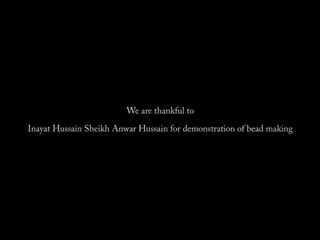 We are thankful to
Inayat Hussain Sheikh Anwar Hussain for demonstration of bead making